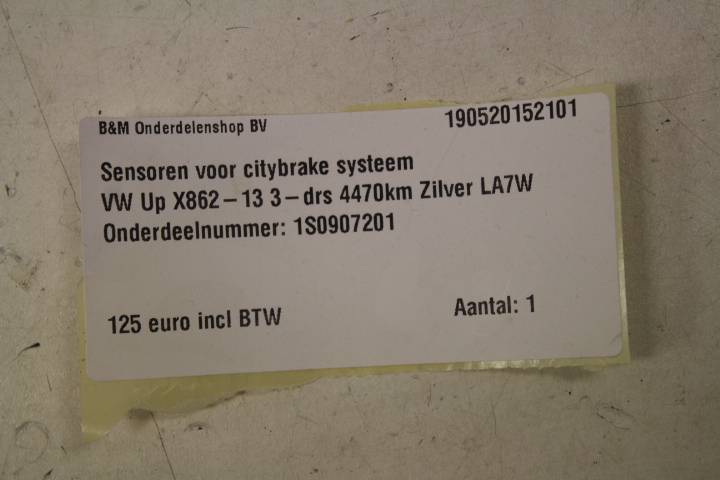 B&M Onderdelenshop BV
190520152101
Sensoren voor citybrake systeem
VW Up X862-13 3-drs 4470km Zilver LA7W
Onderdeelnummer: 1S0907201
125 euro incl BTW
Aantal: 1